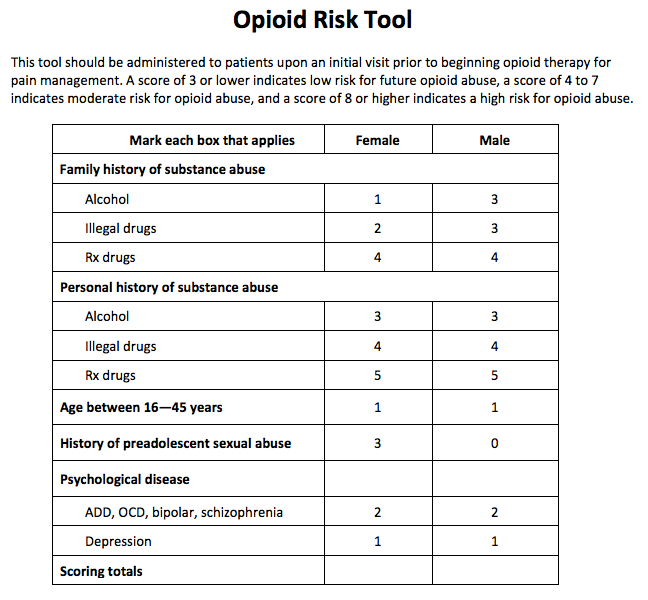 Opioid Risk Tool
This tool should be administered to patients upon an initial visit prior to beginning opioid therapy for
pain management. A score of 3 or lower indicates low risk for future opioid abuse, a score of 4 to 7
indicates moderate risk for opioid abuse, and a score of 8 or higher indicates a high risk for opioid abuse.
Mark each box that applies Female Male
Family history of substance abuse
Alcohol 1 3
Illegal drugs 2 3
Rx drugs 4 4
Personal history of substance abuse
Alcohol 3 3
Illegal drugs 4 4
Rx drugs 5 5
Age between 16—45 years 1 1
History of preadolescent sexual abuse 3 0
Psychological disease
ADD, OCD, bipolar, schizophrenia 2 2
Depression 1 1
Scoring totals